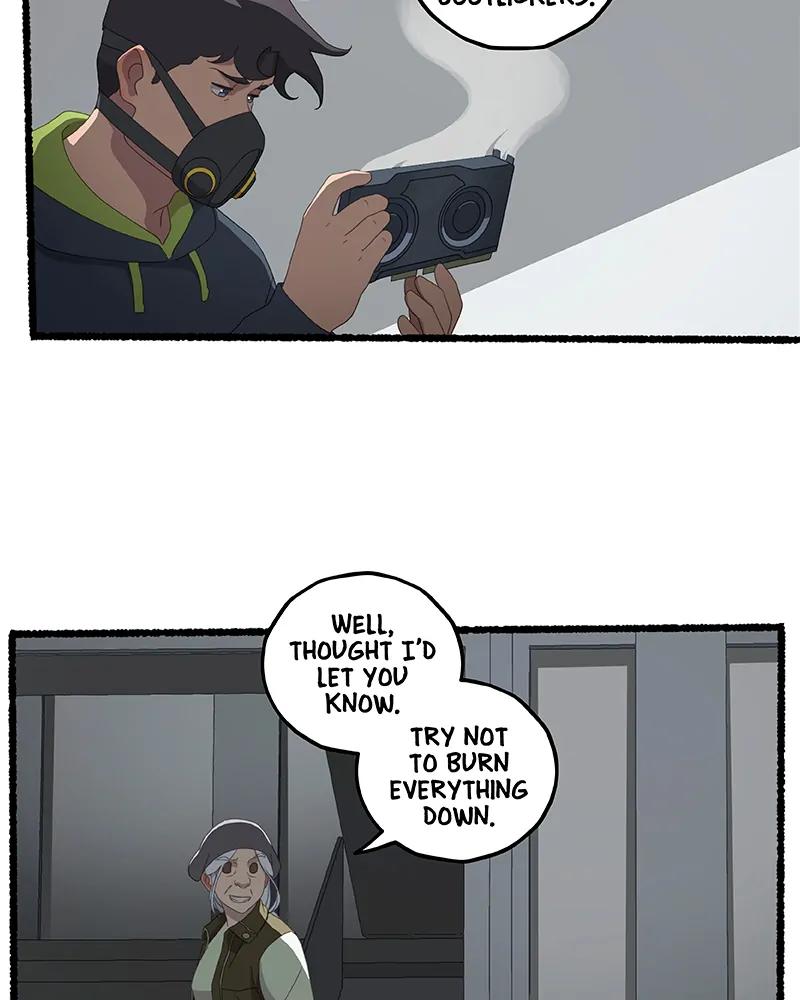 WELL,
THOUGHT I'D
LET YOU
KNOW.
TRY NOT
TO BURN
EVERYTHING
DOWN.